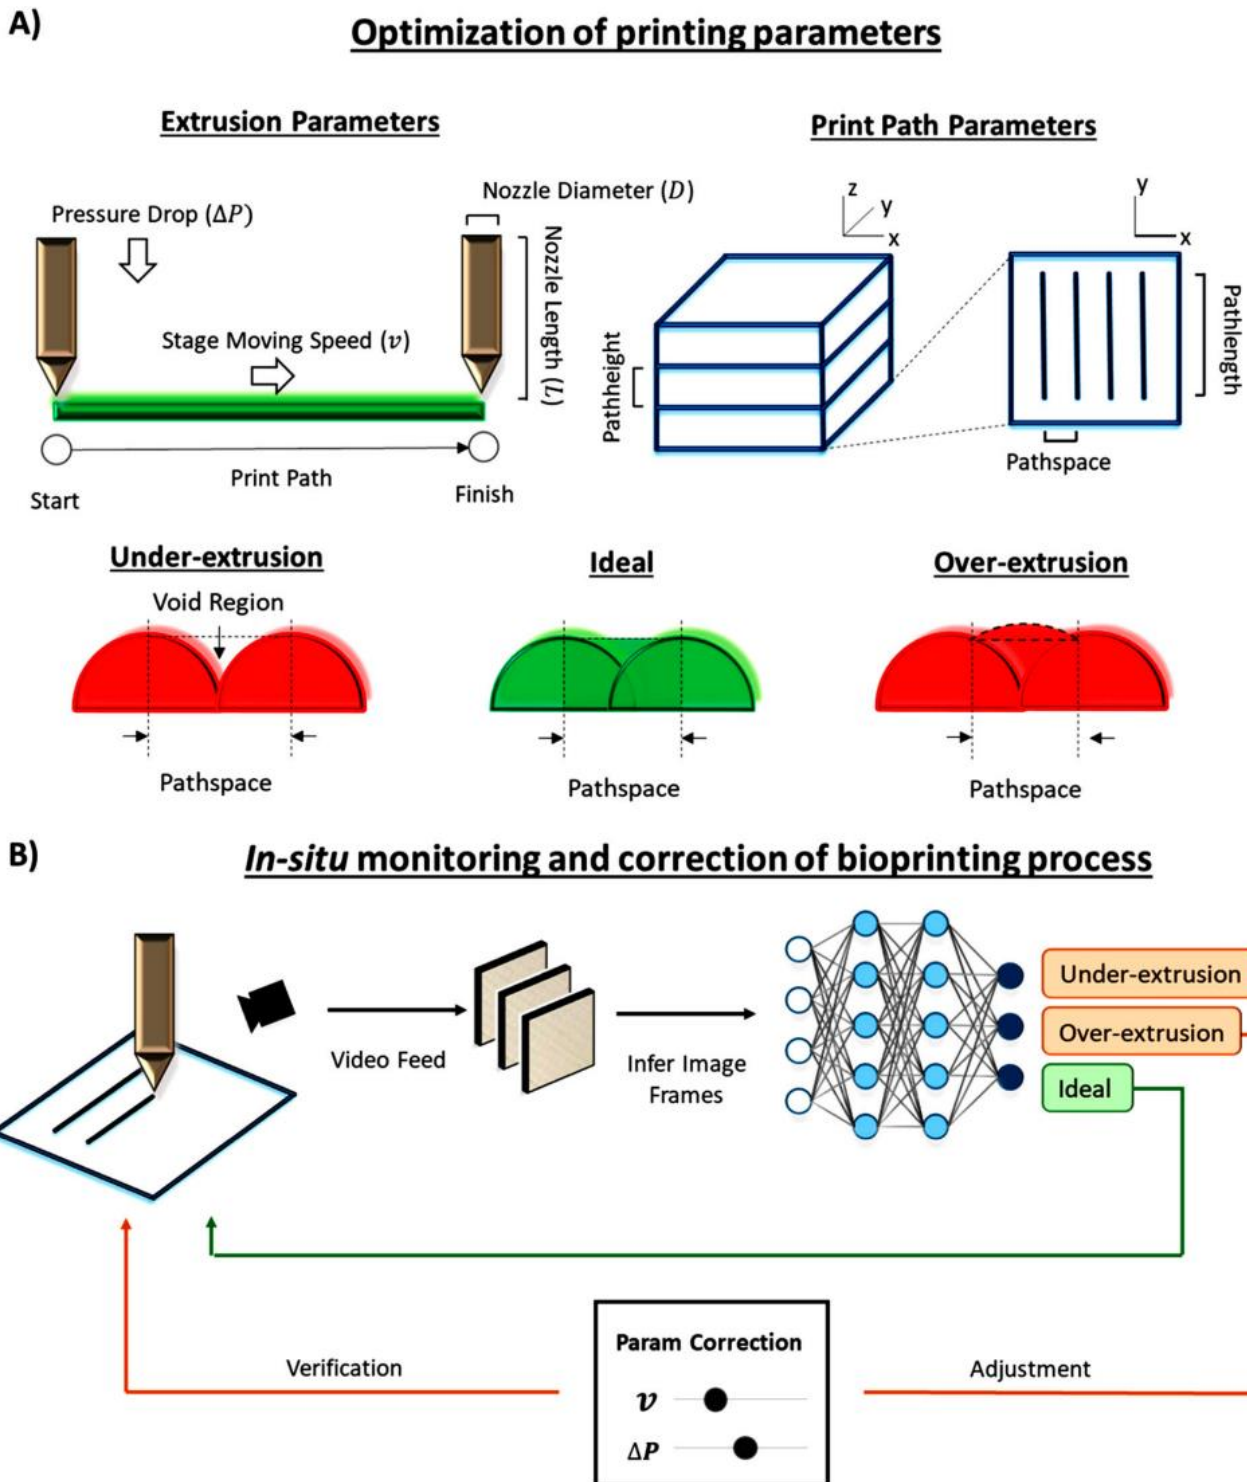 A)
Optimization of printing parameters
Extrusion Parameters
Print Path Parameters
Nozzle Diameter (D)
Pressure Drop (ΔP)
Nozzle Length (L)
Stage Moving Speed (v)
Print Path
Start
Finish
z
y
x
y
x
Pathheight
Pathlength
Pathspace
Under-extrusion
Void Region
Pathspace
Ideal
Pathspace
Over-extrusion
Pathspace
B)
In-situ monitoring and correction of bioprinting process
Video Feed
Infer Image
Frames
Under-extrusion
Over-extrusion
Ideal
Verification
Param Correction
v
ΔP
Adjustment